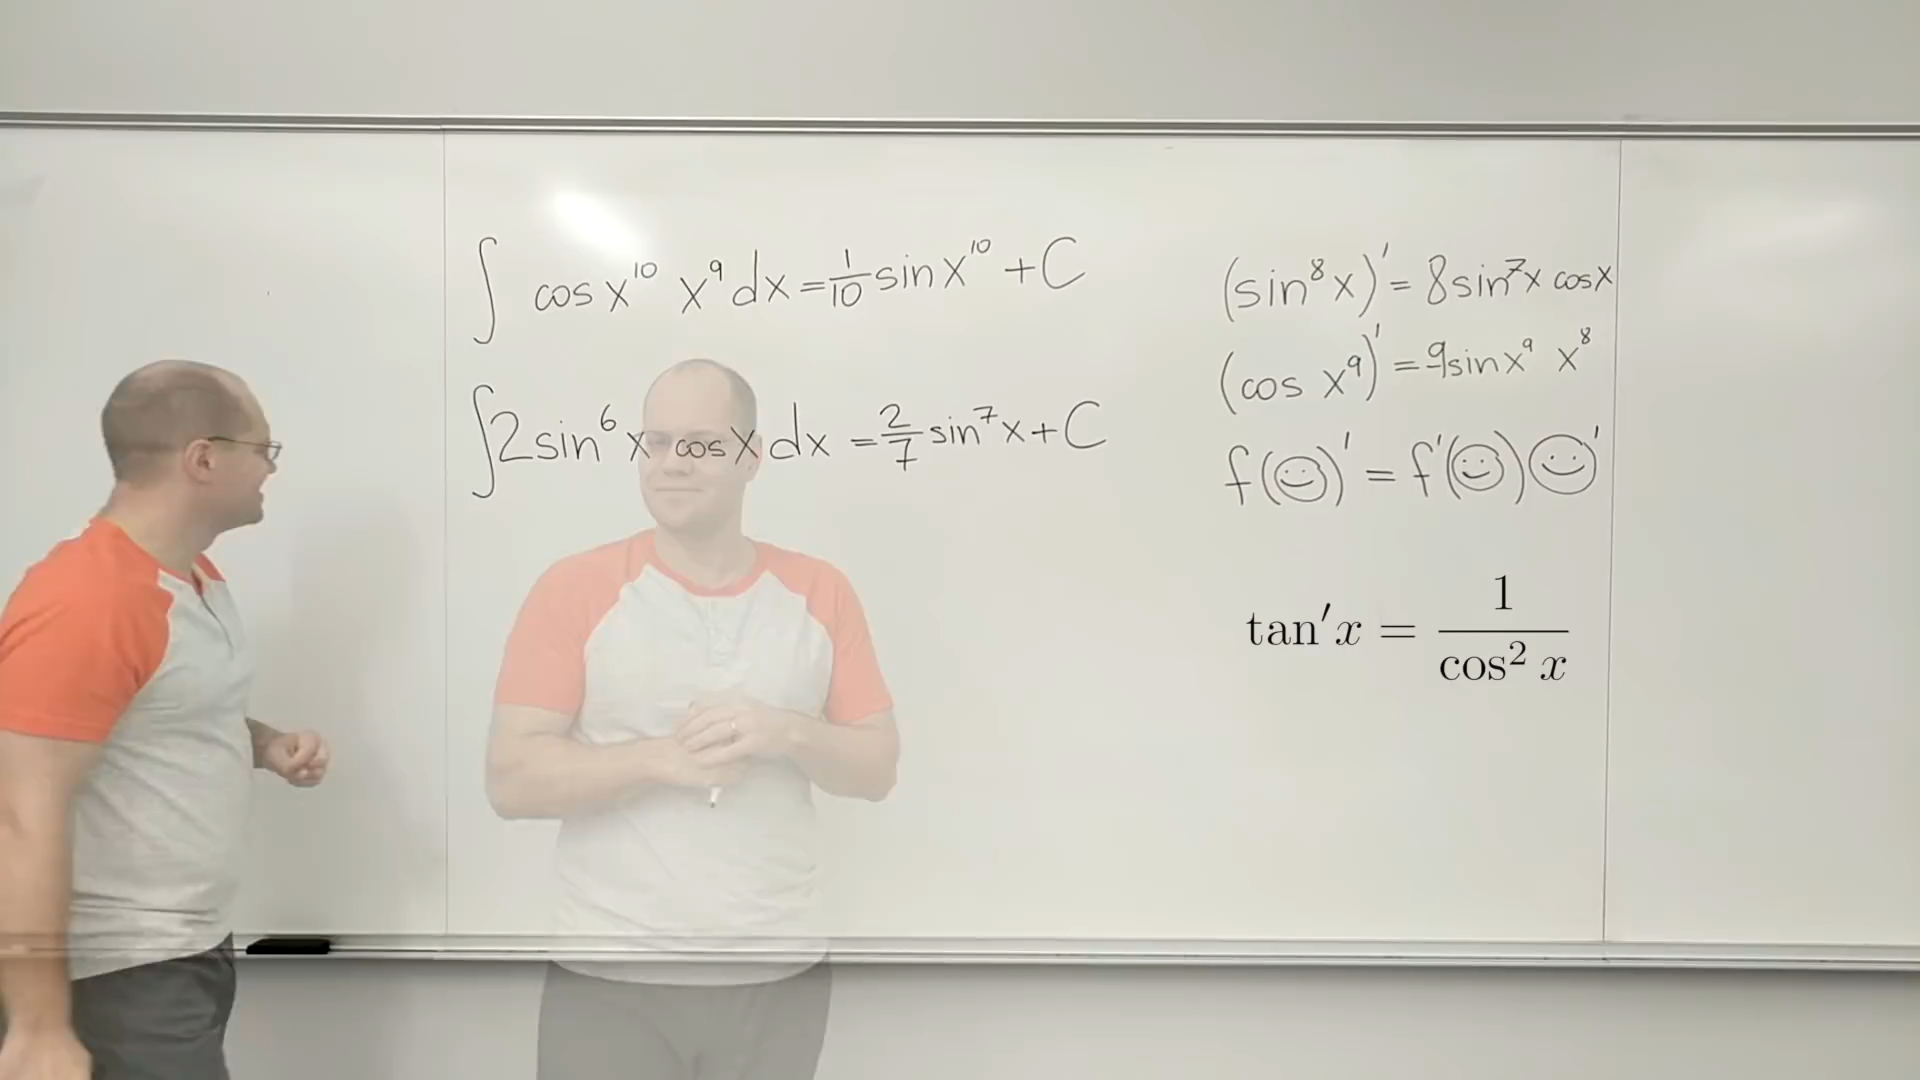 ∫ cos x¹⁰ x⁹ dx = 1/10 sin x¹⁰ + C
∫ 2 sin⁶ x cos x dx = 2/7 sin⁷ x + C
(sin⁸ x)' = 8 sin⁷ x cos x
(cos x⁹)' = 9 sin x⁹ x⁸
f(☺)' = f'(☺) ☺'
tan′x = 1/cos² x